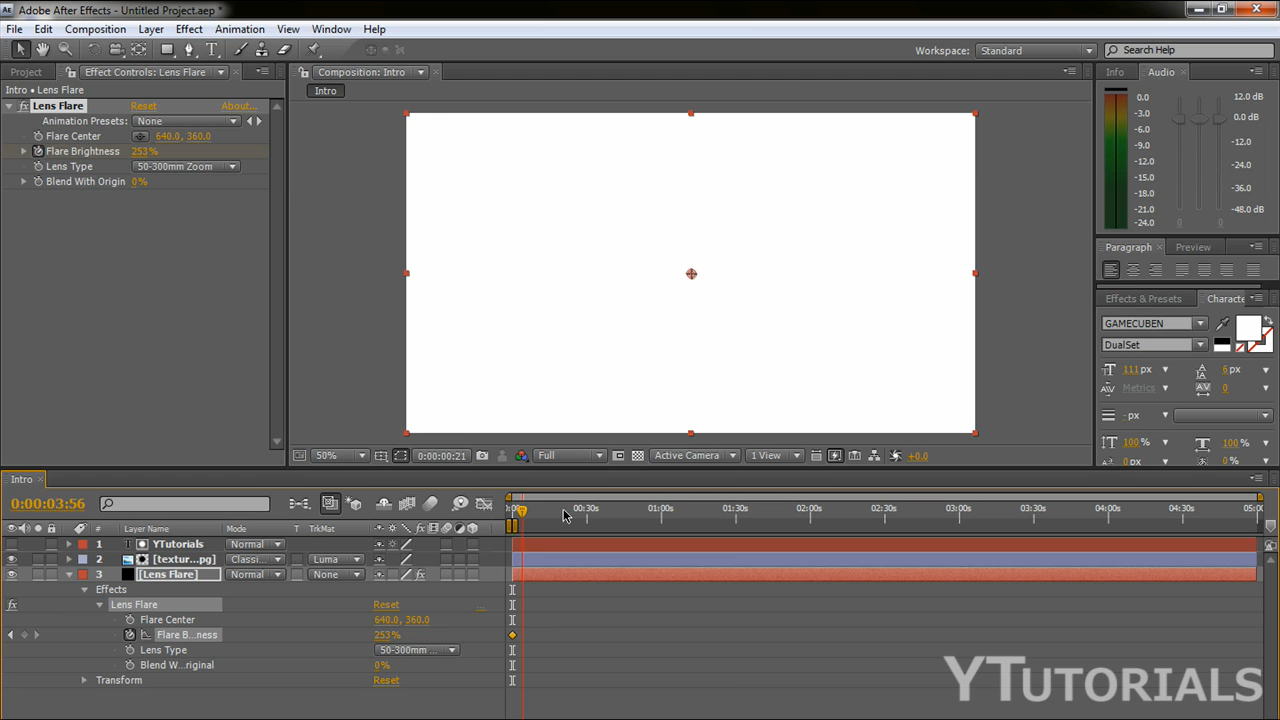 Adobe After Effects - Untitled Project.aep *
File Edit Composition Layer Effect Animation View Window Help
Workspace: Standard Search Help
Project Effect Controls: Lens Flare Composition: Intro Info Audio
Intro • Lens Flare
Intro
Lens Flare Reset About...
Animation Presets: None
Flare Center 640.0, 360.0
Flare Brightness 253%
Lens Type 50-300mm Zoom
Blend With Origin 0%
0.0 12.0 dB
-3.0 0.0 dB
-6.0
-9.0 -12.0
-12.0 -24.0
-15.0
-18.0 -36.0
-21.0 -48.0 dB
-24.0 0 0
Paragraph Preview
Effects & Presets Characte
GAMECUBEN
DualSet
111 px 6 px
Metrics 0
- px
100 % 100 %
0 px 0 %
50% 0:00:00:21 Full Active Camera 1 View +0.0
Intro
0:00:03:56
00:30s 01:00s 01:30s 02:00s 02:30s 03:00s 03:30s 04:00s 04:30s 05:00
# Layer Name Mode T TrkMat
1 T YTutorials Normal
2 [textur...pg] Classi... Luma
3 [Lens Flare] Normal None
Effects
Lens Flare Reset ...
Flare Center 640.0, 360.0
Flare B...ness 253%
Lens Type 50-300mm ...
Blend W...original 0%
Transform Reset
YTUTORIALS